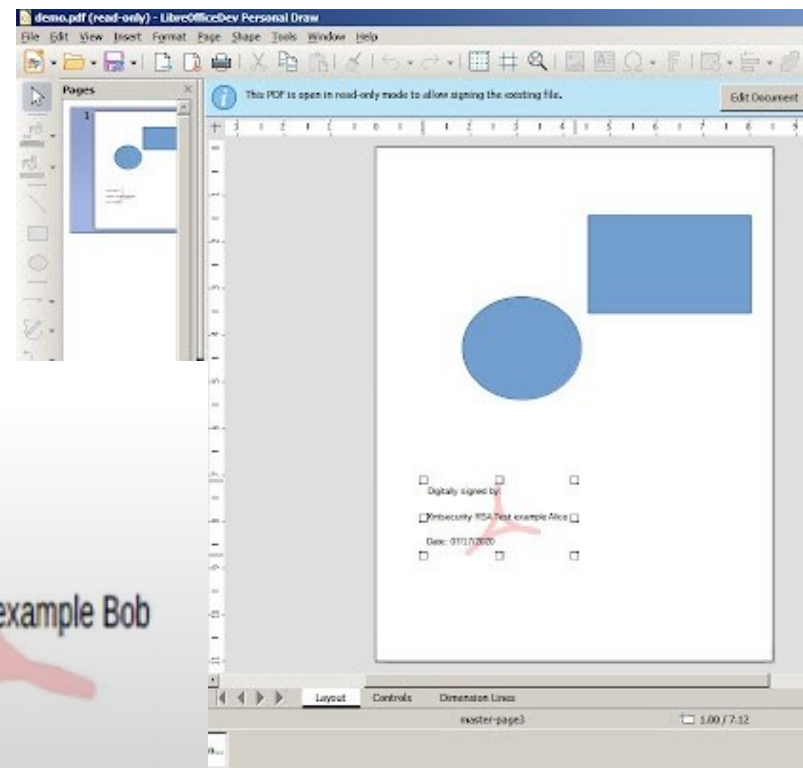 demo.pdf (read-only) - LibreOfficeDev Personal Draw
File Edit View Insert Format Page Shape Tools Window Help
Pages
This PDF is open in read-only mode to allow signing the existing file.
Edit Document
1
Digitally signed by:
Xmlsecurity RSA Test example Alice
Date: 07/17/2020
example Bob
Layout Controls Dimension Lines
master-page3
1.00 / 7.12